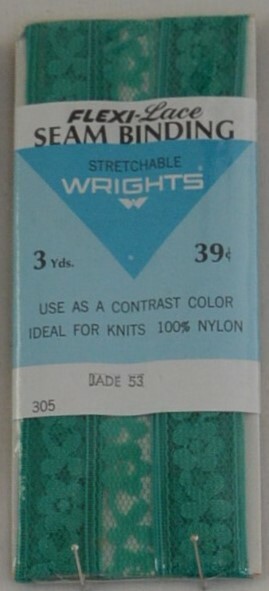 FLEXI-Lace
SEAM BINDING
STRETCHABLE
WRIGHTS
3 Yds. 39¢
USE AS A CONTRAST COLOR
IDEAL FOR KNITS 100% NYLON
JADE 53
305